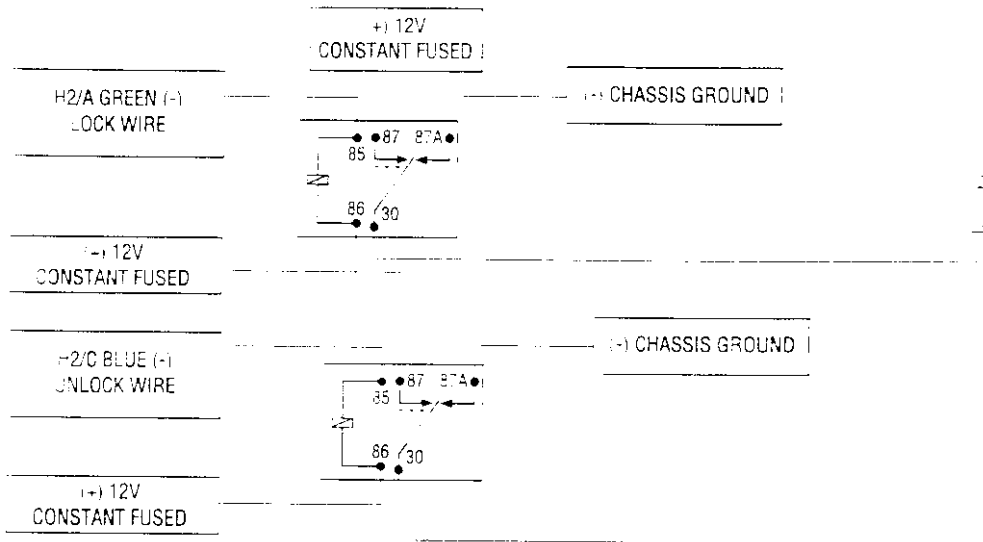 +) 12V
CONSTANT FUSED
H2/A GREEN (-)
LOCK WIRE
(-) CHASSIS GROUND
87 87A
85
86 30
(+) 12V
CONSTANT FUSED
H2/C BLUE (-)
UNLOCK WIRE
(-) CHASSIS GROUND
87 87A
85
86 30
(+) 12V
CONSTANT FUSED